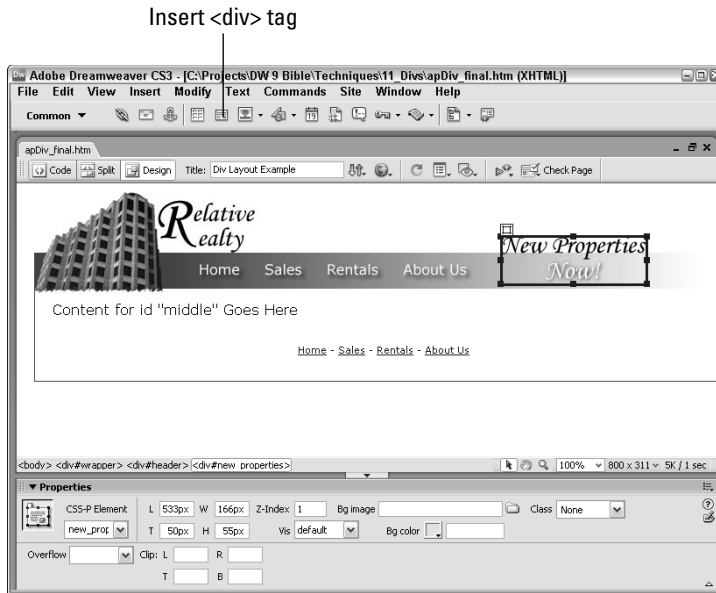 Insert <div> tag
Adobe Dreamweaver CS3 - [C:\Projects\DW 9 Bible\Techniques\11_Divs\apDiv_final.htm (XHTML)]
File Edit View Insert Modify Text Commands Site Window Help
Common
apDiv_final.htm
Code Split Design Title: Div Layout Example Check Page
Relative
Realty
New Properties
Now!
Home Sales Rentals About Us
Content for id "middle" Goes Here
Home - Sales - Rentals - About Us
<body> <div#wrapper> <div#header> <div#new_properties> 100% 800 x 311 5K / 1 sec
Properties
CSS-P Element L 533px W 166px Z-Index 1 Bg image Class None
new_prop T 50px H 55px Vis default Bg color
Overflow Clip: L R
T B